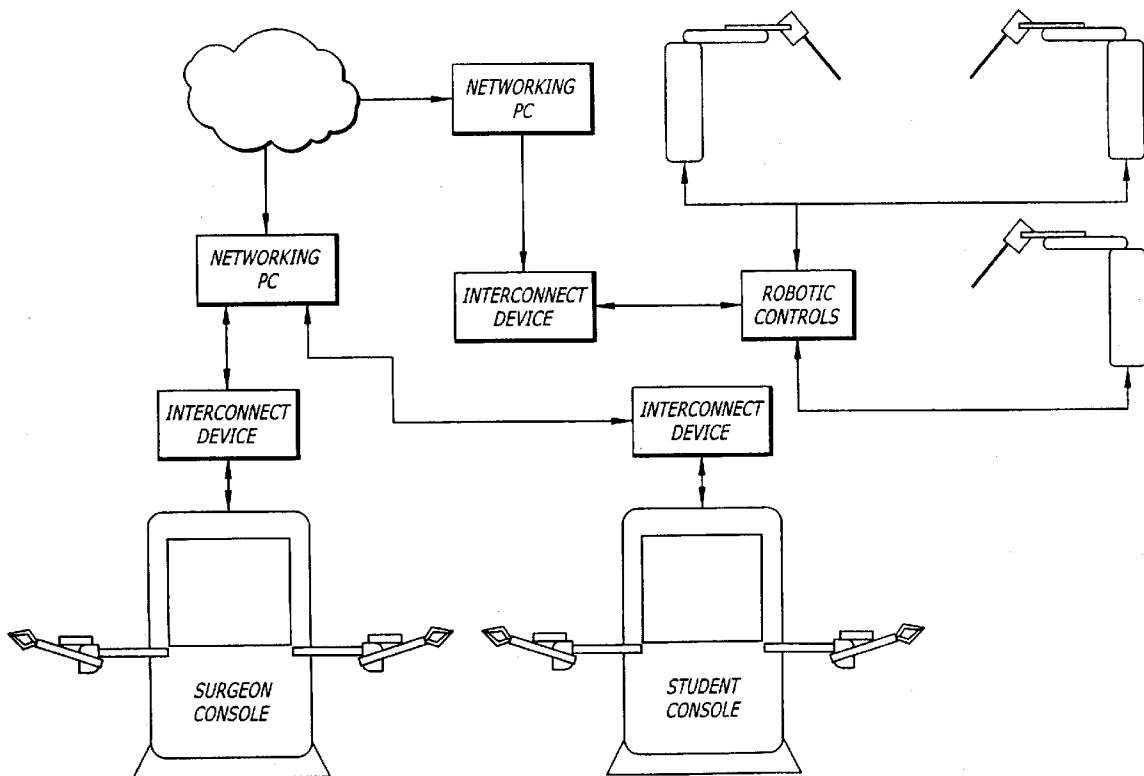 NETWORKING
PC
NETWORKING
PC
INTERCONNECT
DEVICE
ROBOTIC
CONTROLS
INTERCONNECT
DEVICE
INTERCONNECT
DEVICE
SURGEON
CONSOLE
STUDENT
CONSOLE